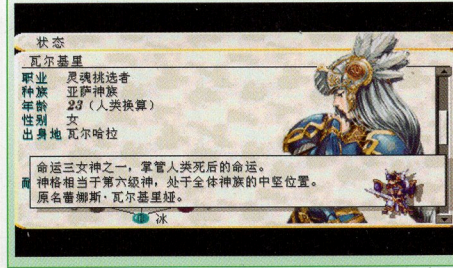 状态
瓦尔基里
职业 灵魂挑选者
种族 亚萨神族
年龄 23（人类换算）
性别 女
出身地 瓦尔哈拉
命运三女神之一，掌管人类死后的命运。
神格相当于第六级神，处于全体神族的中坚位置。
原名蕾娜斯·瓦尔基里娅。
耐
冰